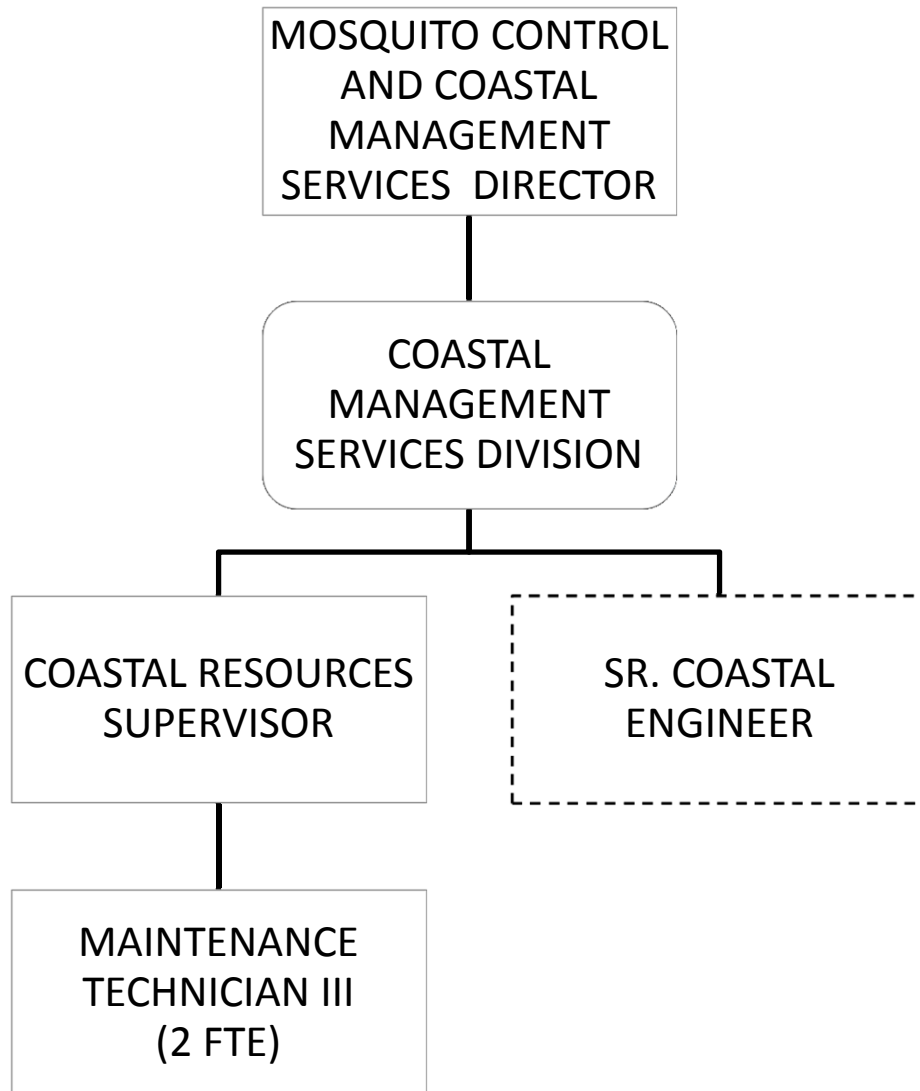 MOSQUITO CONTROL
AND COASTAL
MANAGEMENT
SERVICES  DIRECTOR
COASTAL
MANAGEMENT
SERVICES DIVISION
COASTAL RESOURCES
SUPERVISOR
SR. COASTAL
ENGINEER
MAINTENANCE
TECHNICIAN III
(2 FTE)